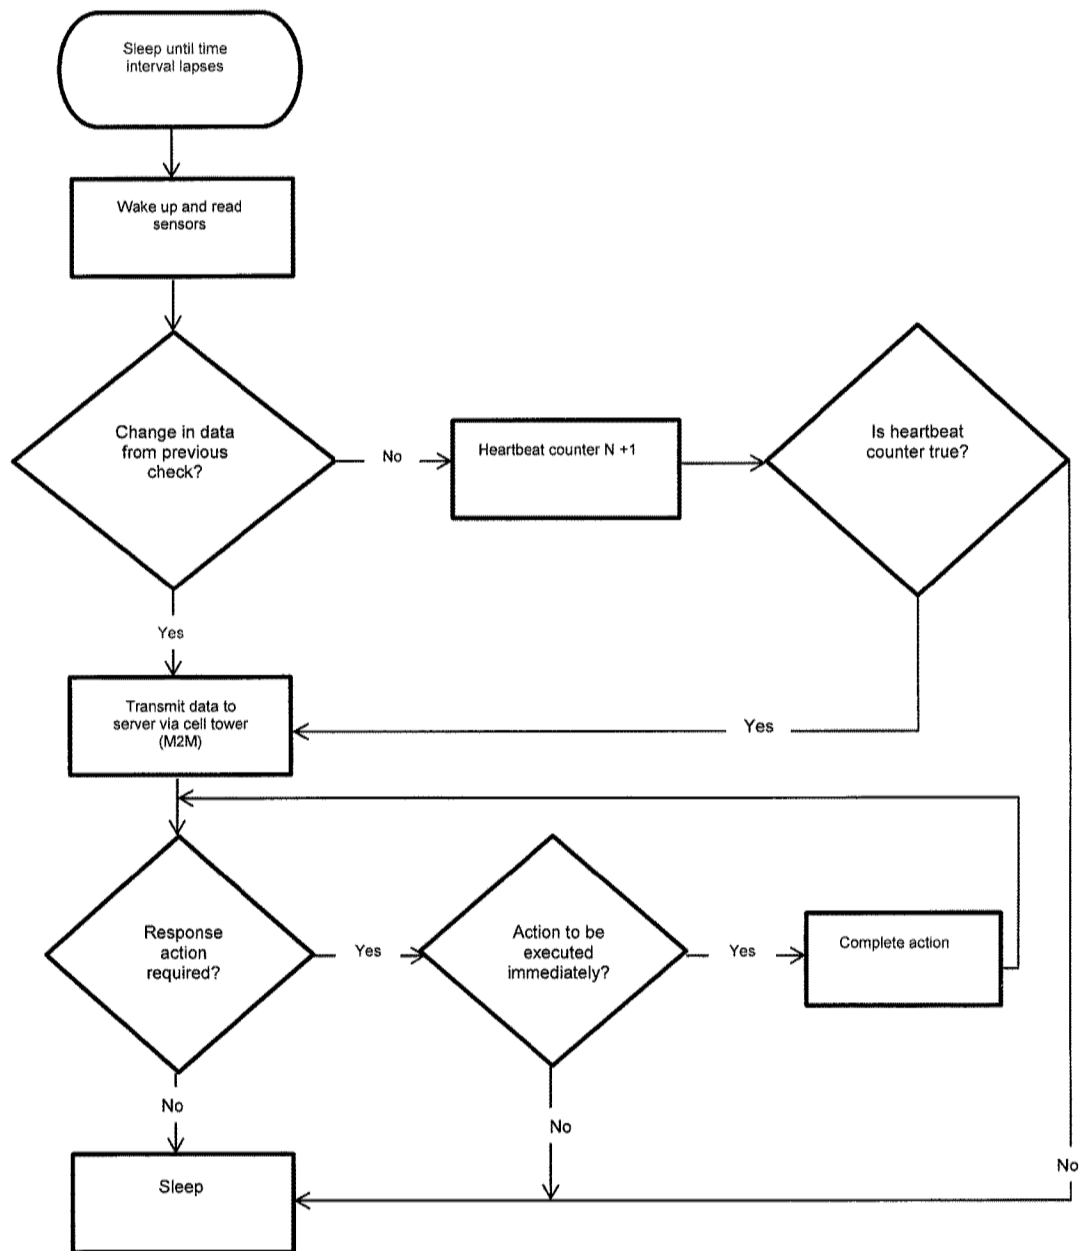 Sleep until time
interval lapses
Wake up and read
sensors
Change in data
from previous
check?
No
Heartbeat counter N +1
Is heartbeat
counter true?
Yes
Transmit data to
server via cell tower
(M2M)
Yes
Response
action
required?
Yes
Action to be
executed
immediately?
Yes
Complete action
No
No
No
Sleep